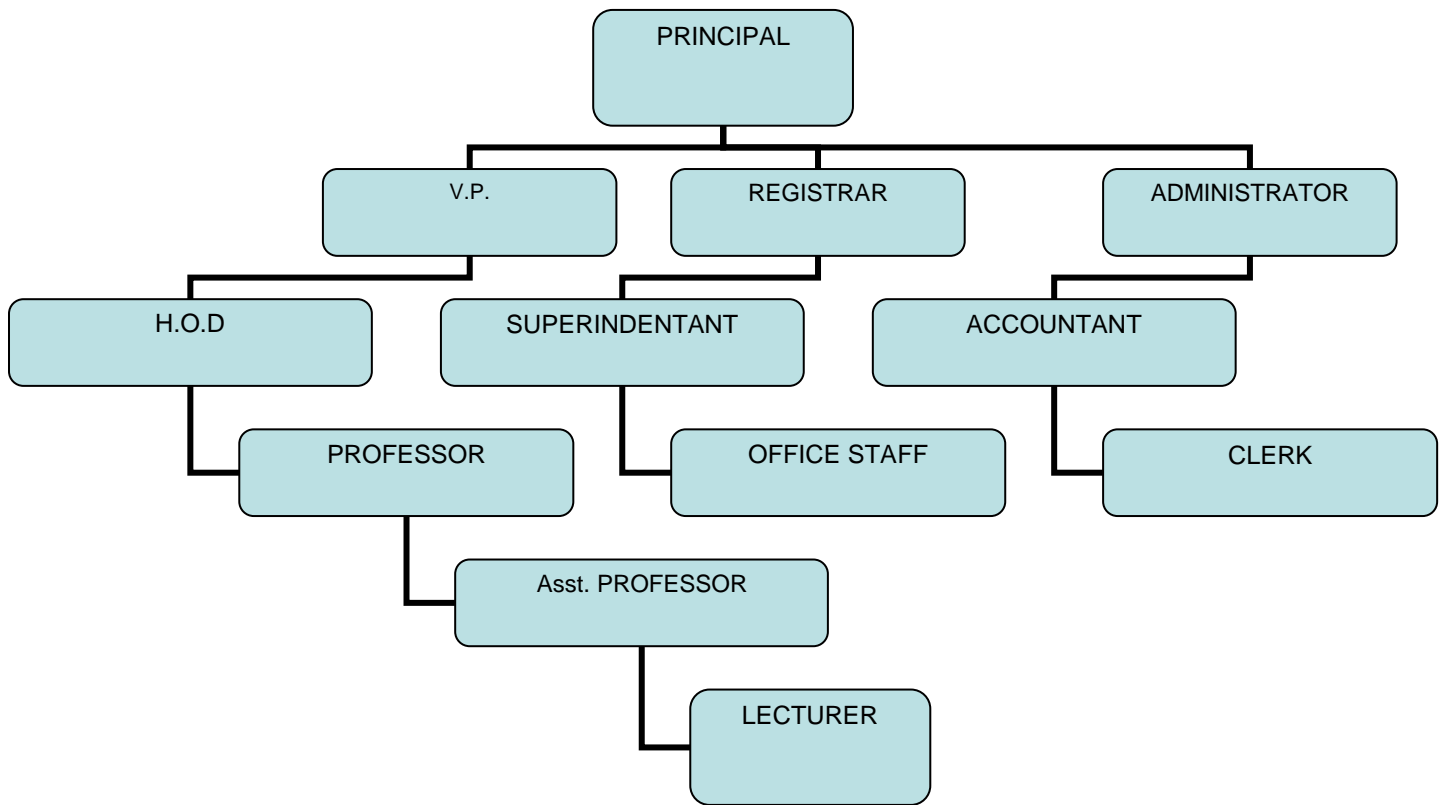 PRINCIPAL
V.P.
REGISTRAR
ADMINISTRATOR
H.O.D
SUPERINDENTANT
ACCOUNTANT
PROFESSOR
OFFICE STAFF
CLERK
Asst. PROFESSOR
LECTURER